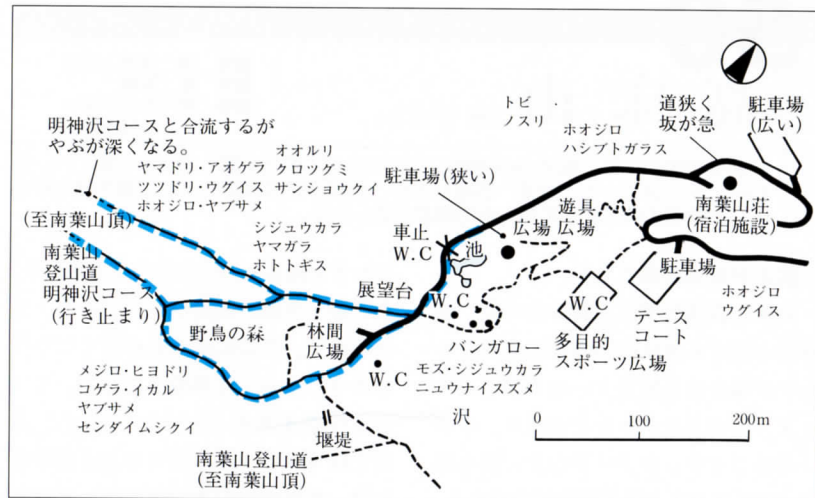 明神沢コースと合流するが
やぶが深くなる。
オオルリ
クロツグミ
サンショウクイ
ヤマドリ・アオゲラ
ツツドリ・ウグイス
ホオジロ・ヤブサメ
(至南葉山頂)
南葉山
登山道
明神沢コース
(行き止まり)
シジュウカラ
ヤマガラ
ホトトギス
野鳥の森
メジロ・ヒヨドリ
コゲラ・イカル
ヤブサメ
センダイムシクイ
林間
広場
展望台
車止
W.C
池
W.C
駐車場(狭い)
広場
遊具
広場
トビ
ノスリ
ホオジロ
ハシブトガラス
道狭く
坂が急
駐車場
(広い)
南葉山荘
(宿泊施設)
駐車場
ホオジロ
ウグイス
テニス
コート
W.C
多目的
スポーツ広場
バンガロー
モズ・シジュウカラ
ニュウナイスズメ
W.C
沢
堰堤
南葉山登山道
(至南葉山頂)
0 100 200m